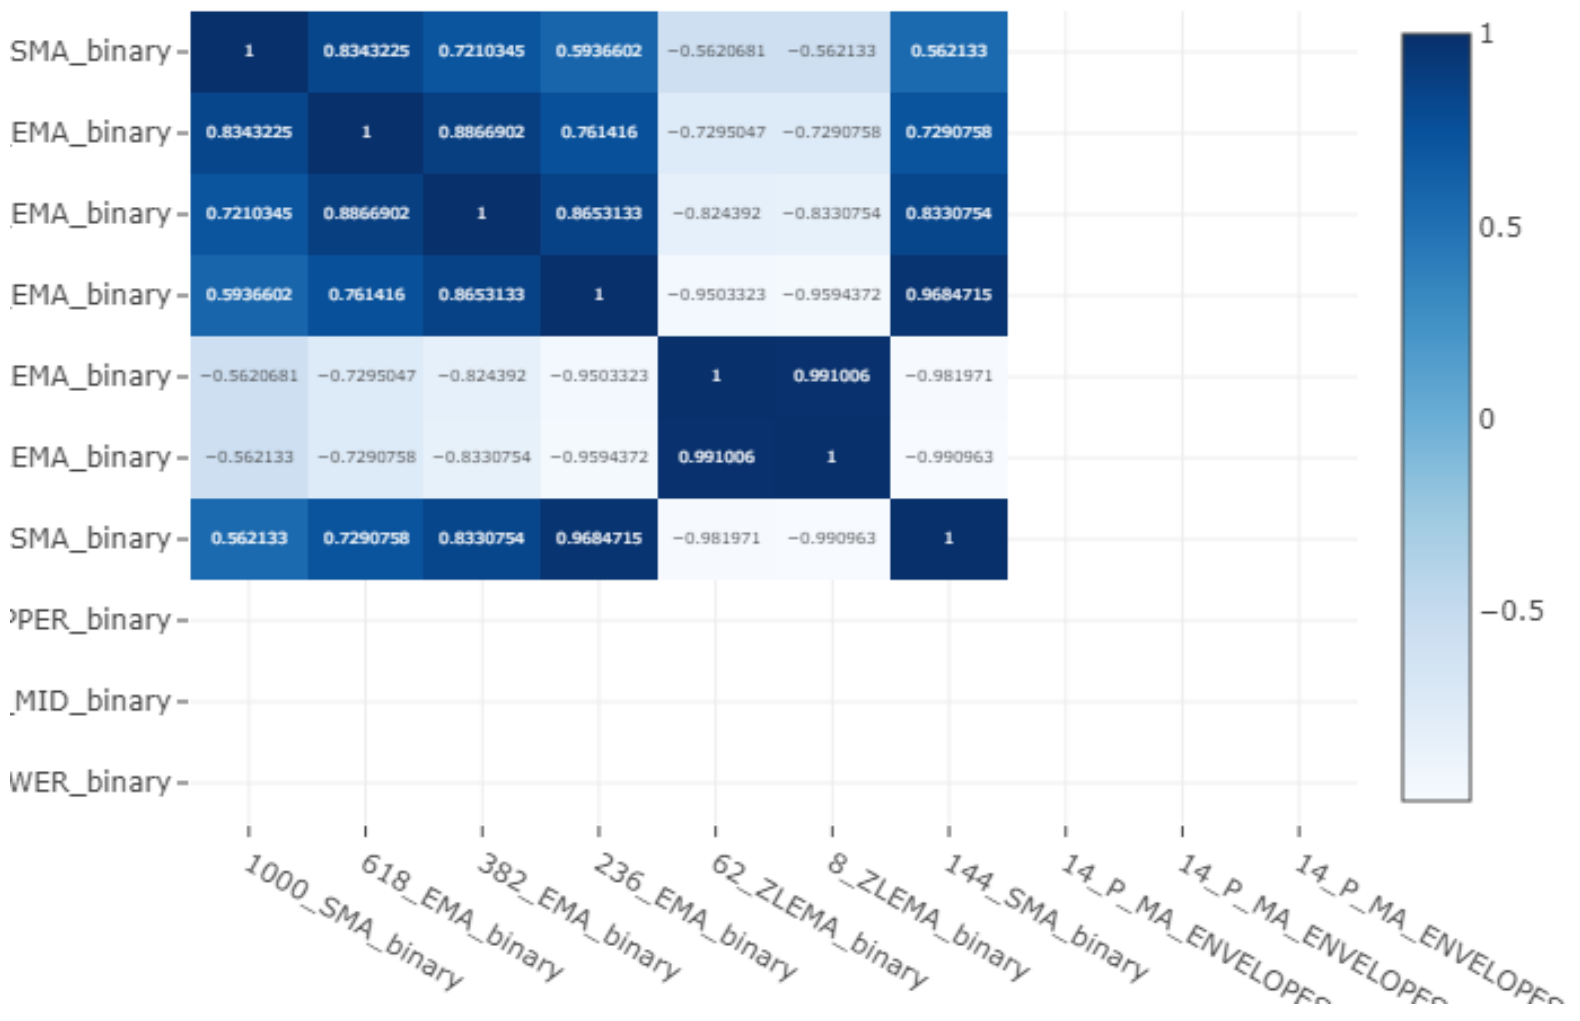 SMA_binary 1 0.8343225 0.7210345 0.5936602 −0.5620681 −0.562133 0.562133
EMA_binary 0.8343225 1 0.8866902 0.761416 −0.7295047 −0.7290758 0.7290758
EMA_binary 0.7210345 0.8866902 1 0.8653133 −0.824392 −0.8330754 0.8330754
EMA_binary 0.5936602 0.761416 0.8653133 1 −0.9503323 −0.9594372 0.9684715
EMA_binary −0.5620681 −0.7295047 −0.824392 −0.9503323 1 0.991006 −0.981971
EMA_binary −0.562133 −0.7290758 −0.8330754 −0.9594372 0.991006 1 −0.990963
SMA_binary 0.562133 0.7290758 0.8330754 0.9684715 −0.981971 −0.990963 1
PPER_binary
_MID_binary
WER_binary
1000_SMA_binary
618_EMA_binary
382_EMA_binary
236_EMA_binary
62_ZLEMA_binary
8_ZLEMA_binary
144_SMA_binary
14_P_MA_ENVELOPES
14_P_MA_ENVELOPES
14_P_MA_ENVELOPES
1
0.5
0
−0.5